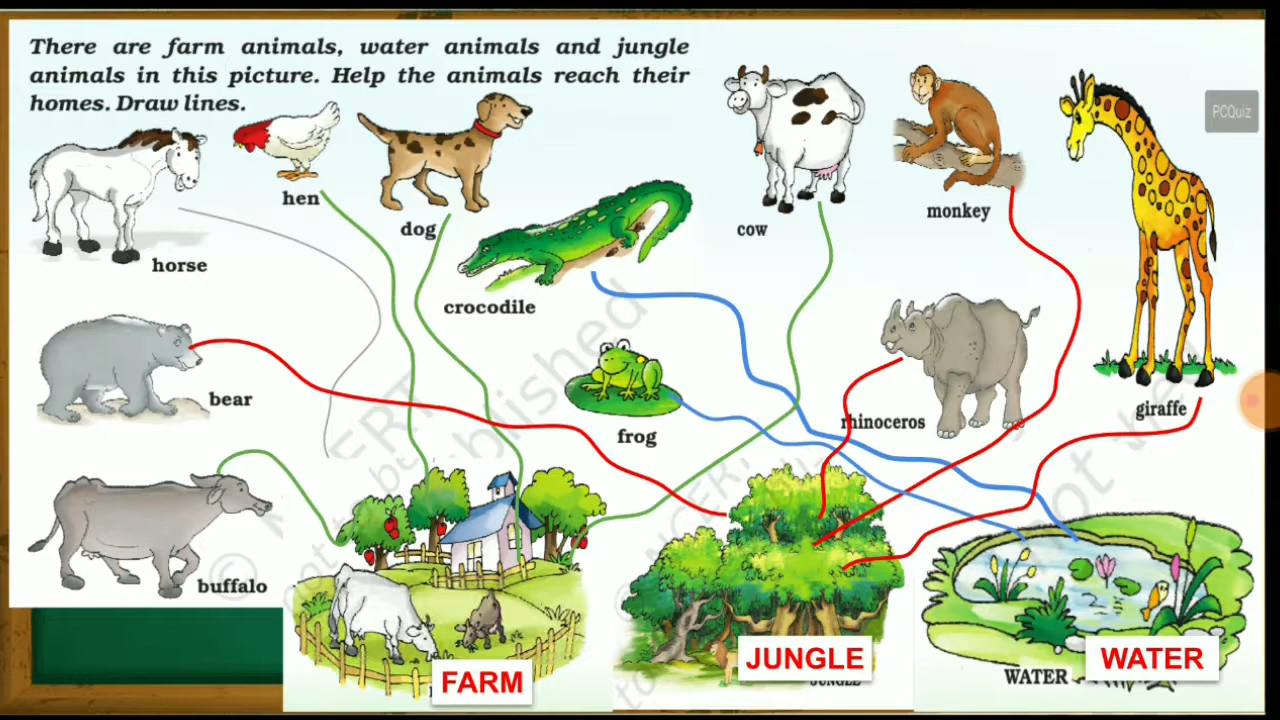 There are farm animals, water animals and jungle
animals in this picture. Help the animals reach their
homes. Draw lines.
PCQuiz
hen
dog
cow
monkey
horse
crocodile
bear
frog
rhinoceros
giraffe
buffalo
FARM
JUNGLE
JUNGLE
WATER
WATER